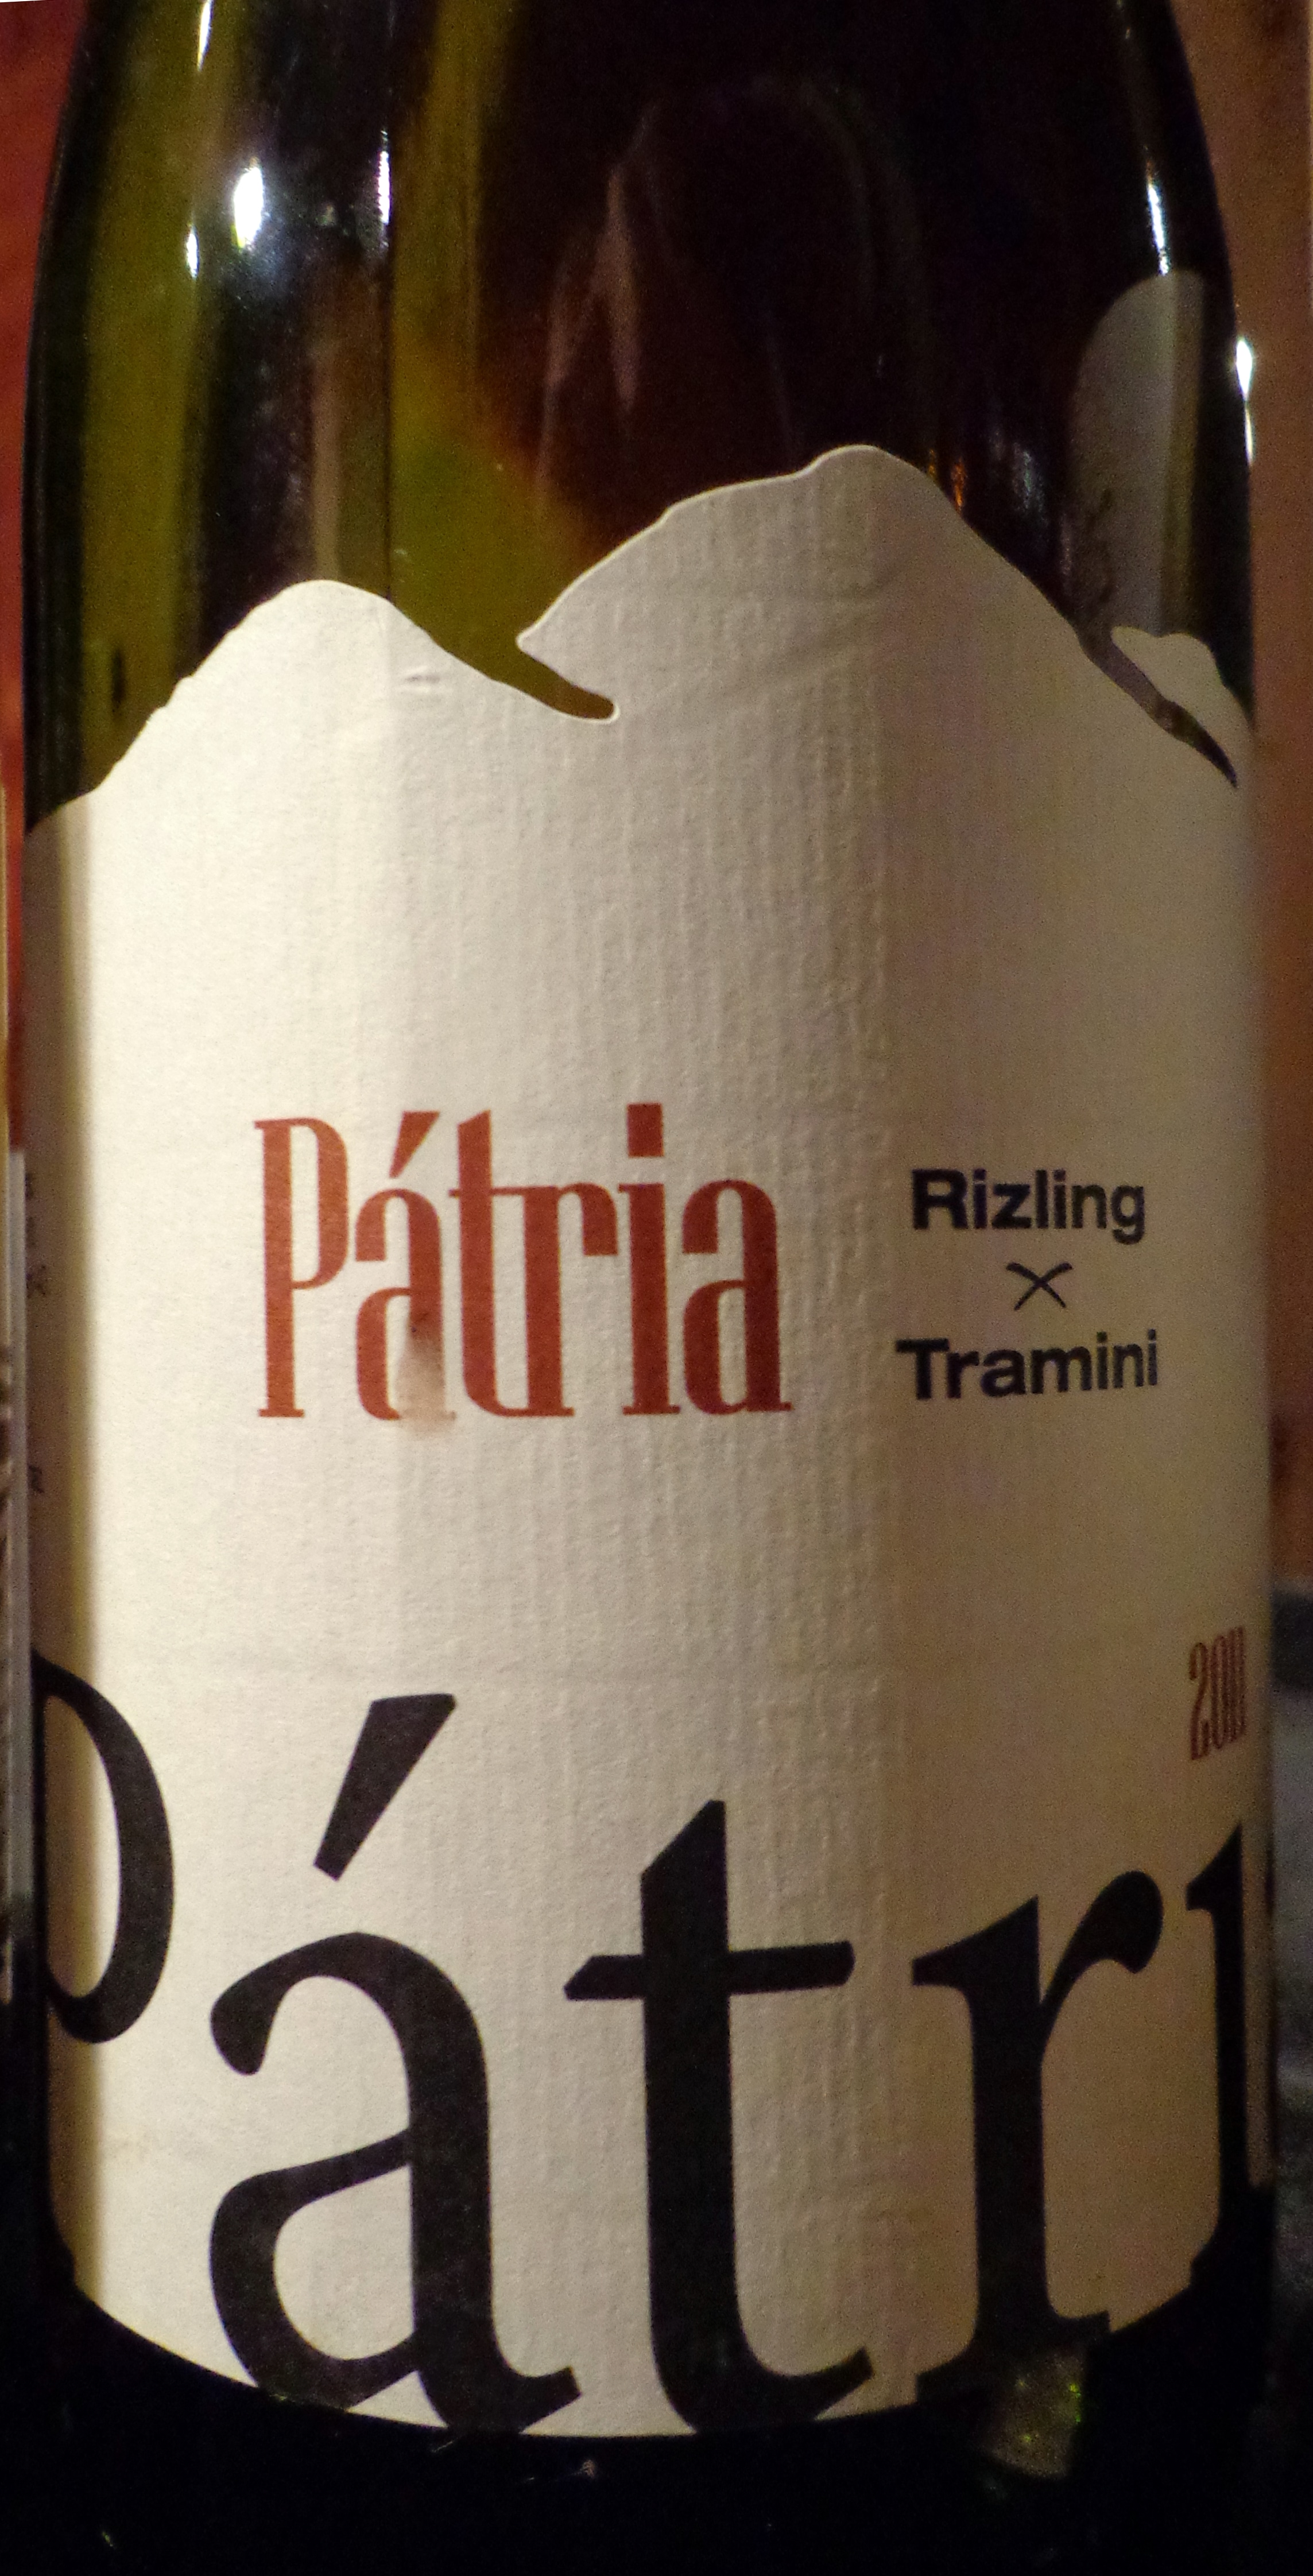 Pátria
Rizling
×
Tramini
2011
Pátri